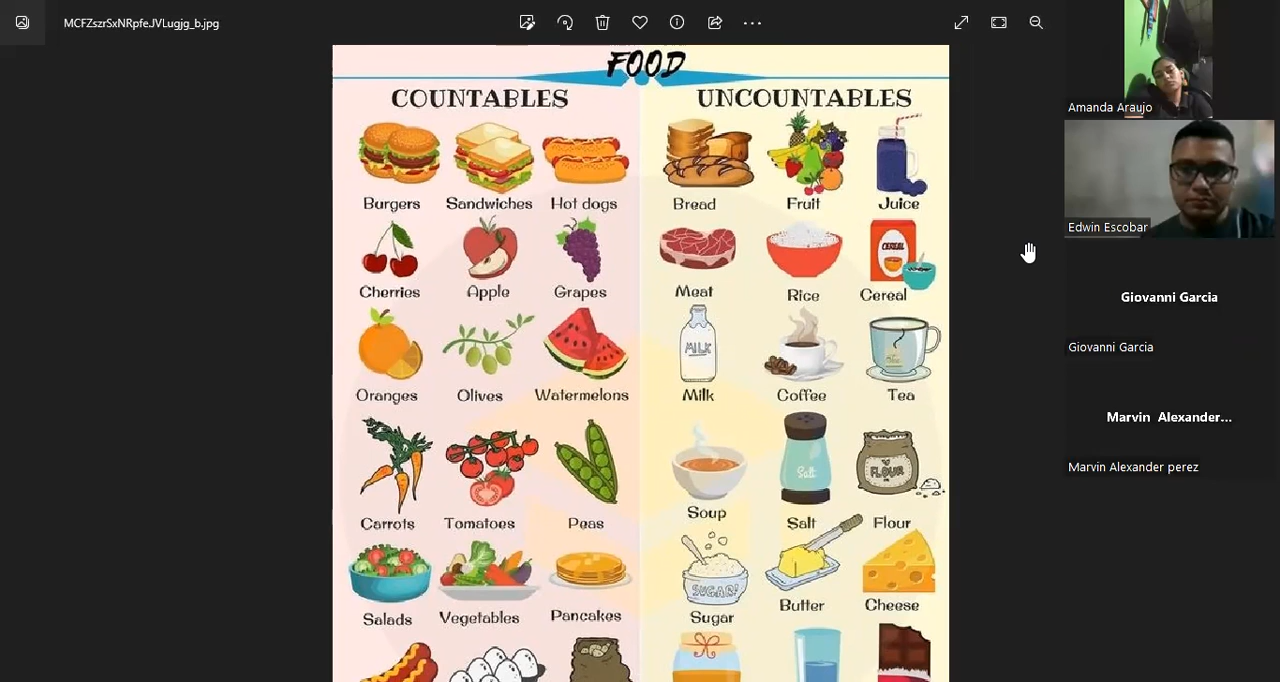 MCFZszrSxNRpfeJVLugjg_b.jpg
FOOD
COUNTABLES
UNCOUNTABLES
Burgers Sandwiches Hot dogs
Bread Fruit Juice
Cherries Apple Grapes
CEREAL
Meat Rice Cereal
MILK
Oranges Olives Watermelons
Milk Coffee Tea
Salt
FLOUR
Carrots Tomatoes Peas
Soup Salt Flour
SUGAR!
Salads Vegetables Pancakes
Sugar Butter Cheese
Amanda Araujo
Edwin Escobar
Giovanni Garcia
Giovanni Garcia
Marvin Alexander...
Marvin Alexander perez